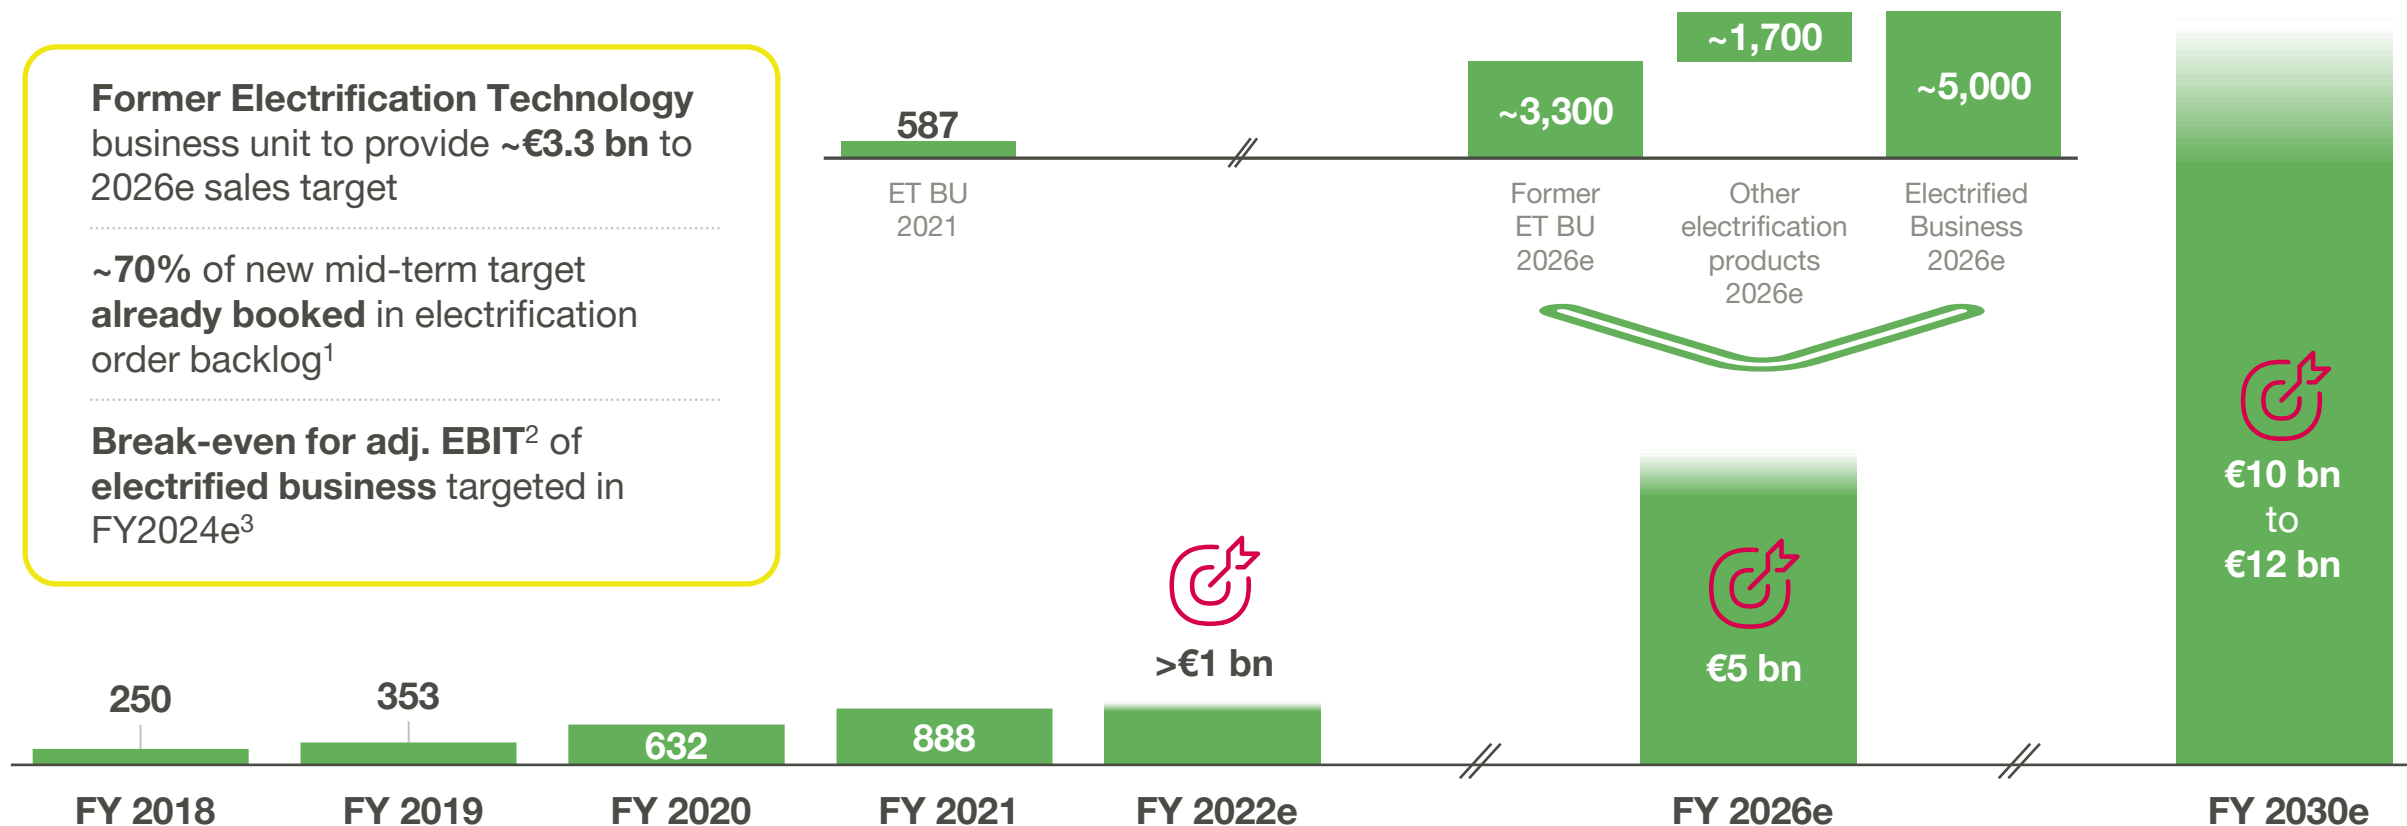 Former Electrification Technology
business unit to provide ~€3.3 bn to
2026e sales target
~70% of new mid-term target
already booked in electrification
order backlog1
Break-even for adj. EBIT2 of
electrified business targeted in
FY2024e3
587
~3,300
~1,700
~5,000
ET BU
2021
Former
ET BU
2026e
Other
electrification
products
2026e
Electrified
Business
2026e
250
353
632
888
>€1 bn
€5 bn
€10 bn
to
€12 bn
FY 2018
FY 2019
FY 2020
FY 2021
FY 2022e
FY 2026e
FY 2030e